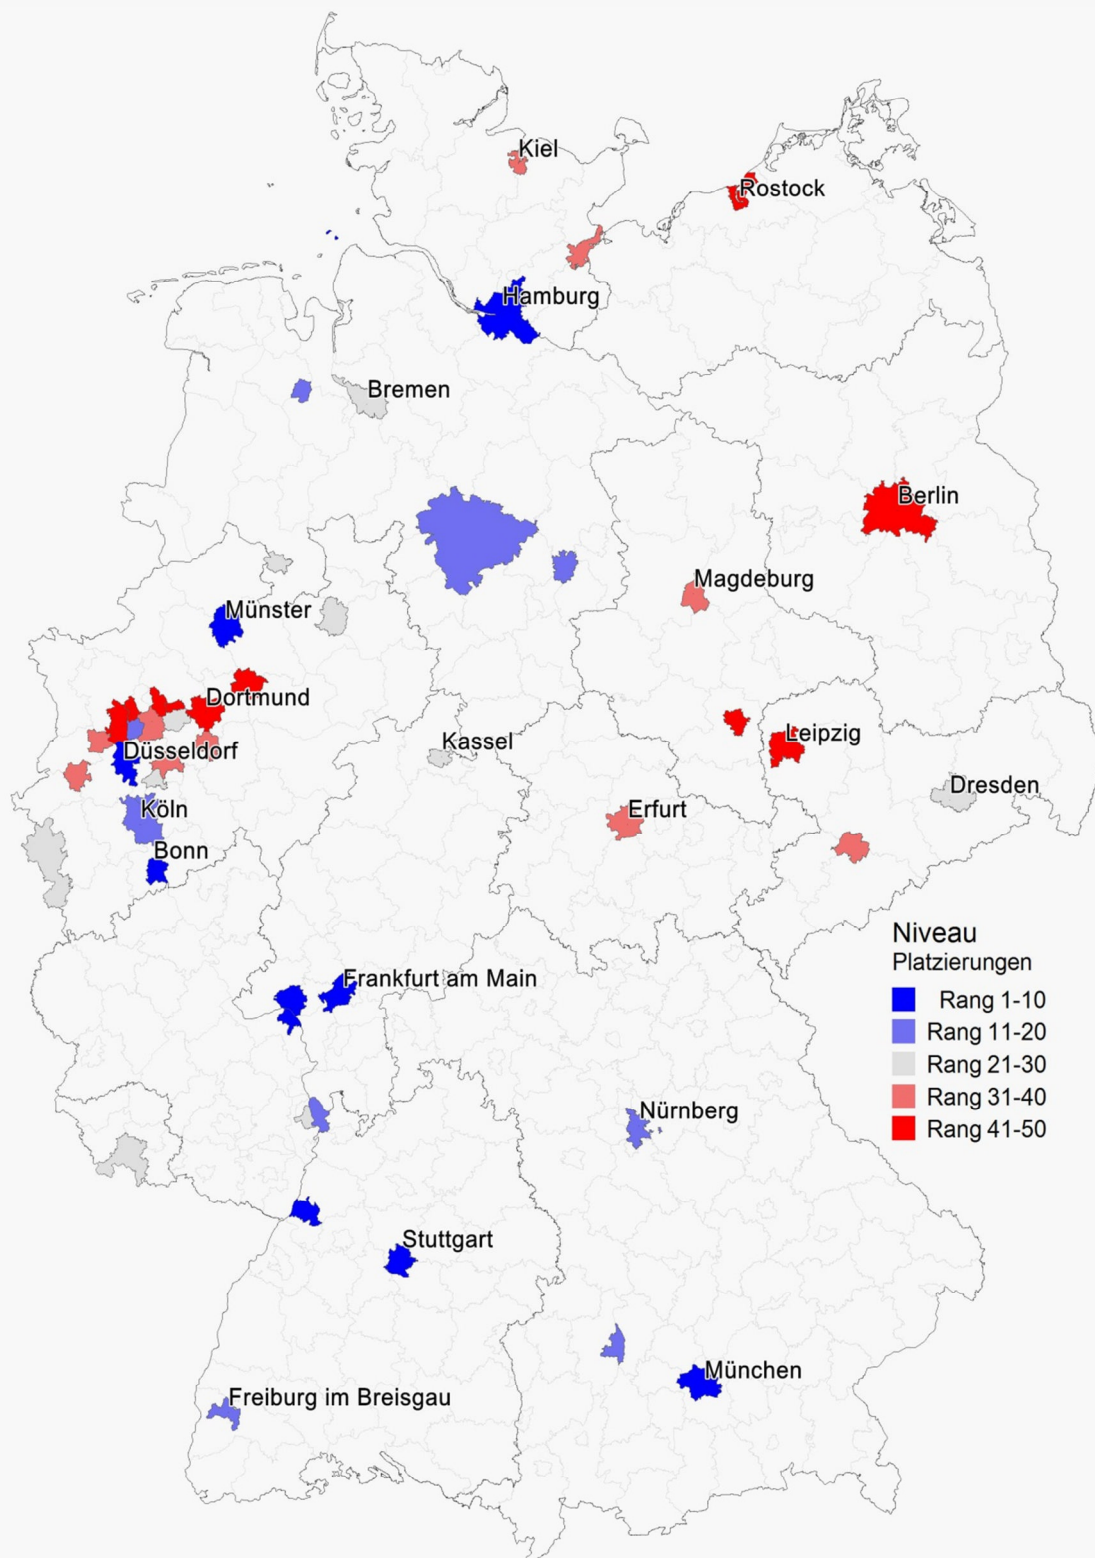 Kiel
Rostock
Hamburg
Bremen
Berlin
Magdeburg
Münster
Dortmund
Leipzig
Kassel
Düsseldorf
Dresden
Köln
Erfurt
Bonn
Niveau
Platzierungen
Frankfurt am Main
Rang 1-10
Rang 11-20
Rang 21-30
Rang 31-40
Rang 41-50
Nürnberg
Stuttgart
München
Freiburg im Breisgau